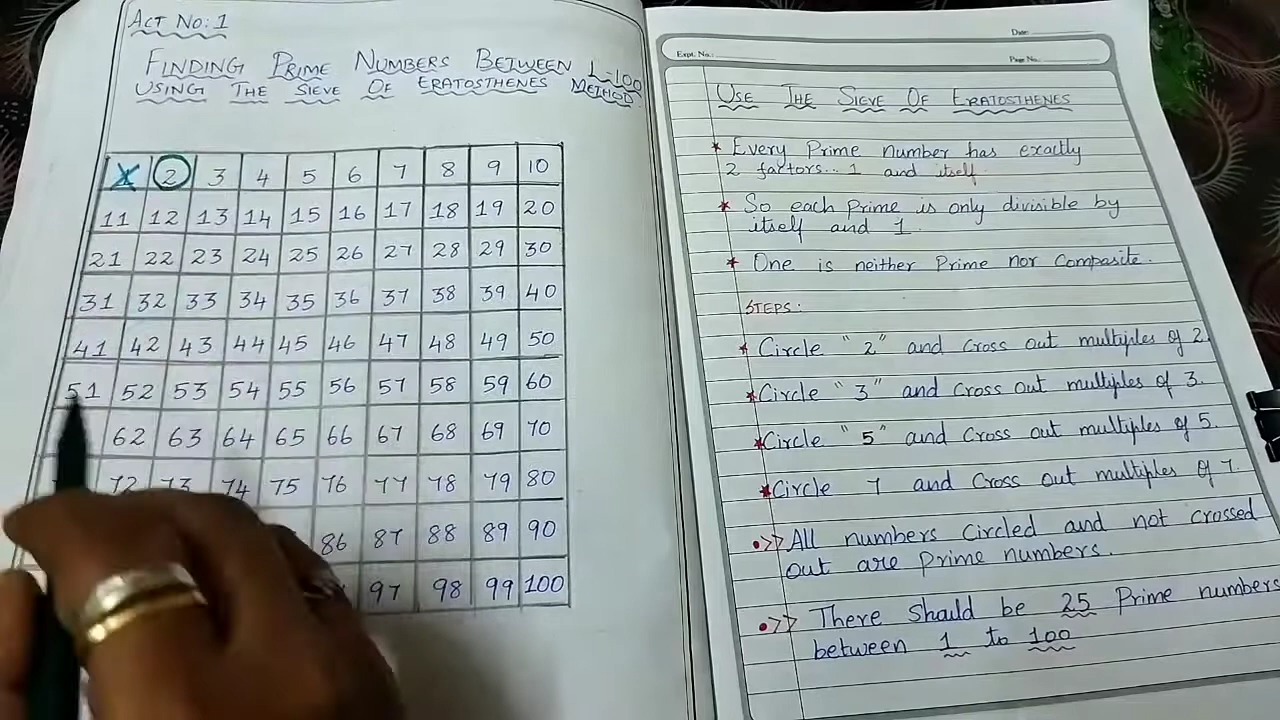 ACT NO: 1
FINDING PRIME NUMBERS BETWEEN 1-100
USING THE SIEVE OF ERATOSTHENES METHOD
1 2 3 4 5 6 7 8 9 10
11 12 13 14 15 16 17 18 19 20
21 22 23 24 25 26 27 28 29 30
31 32 33 34 35 36 37 38 39 40
41 42 43 44 45 46 47 48 49 50
51 52 53 54 55 56 57 58 59 60
62 63 64 65 66 67 68 69 70
72 73 74 75 76 77 78 79 80
86 87 88 89 90
97 98 99 100
Date:
Expt. No.:
Page No.:
USE THE SIEVE OF ERATOSTHENES
* Every Prime number has exactly
2 factors... 1 and itself.
* So each Prime is only divisible by
itself and 1.
* One is neither Prime nor Composite.
STEPS:
* Circle "2" and Cross out multiples of 2.
* Circle "3" and Cross out multiples of 3.
* Circle "5" and Cross out multiples of 5.
* Circle 7 and Cross out multiples of 7.
•>> All numbers Circled and not crossed
out are Prime numbers.
•>> There should be 25 Prime numbers
between 1 to 100